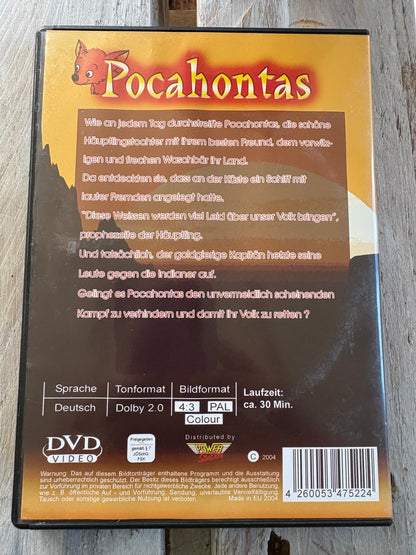 Pocahontas
Wie an jedem Tag durchstreifte Pocahontas, die schöne
Häuptlingstochter mit ihrem besten Freund, dem vorwitz-
igen und frechen Waschbär ihr Land.
Da entdeckten sie, dass an der Küste ein Schiff mit
lauter Fremden angelegt hatte.
"Diese Weissen werden viel Leid über unser Volk bringen",
prophezeite der Häuptling.
Und tatsächlich, der goldgierige Kapitän hetzte seine
Leute gegen die Indianer auf.
Gelingt es Pocahontas den unvermeidlich scheinenden
Kampf zu verhindern und damit ihr Volk zu retten ?
Sprache Tonformat Bildformat Laufzeit:
Deutsch Dolby 2.0 4:3 PAL ca. 30 Min.
Colour
DVD
VIDEO
Freigegeben
gemäß § 7
JÖSchG
FSK
Distributed by
POWER
STATION
C 2004
Warnung: Das auf diesem Bildtonträger enthaltene Programm und die Ausstattung
sind urheberrechtlich geschützt. Der Besitz dieses Bildträgers berechtigt ausschließlich
zur Vorführung im privaten Bereich für nichtgewerbliche Zwecke. Jede andere Benutzung,
wie z. B. öffentliche Auf - und Vorführung, Sendung, unerlaubte Vervielfältigung,
Tausch oder sonstige gewerbliche Nutzung ist verboten. Made in EU 2004
4 260053 475224